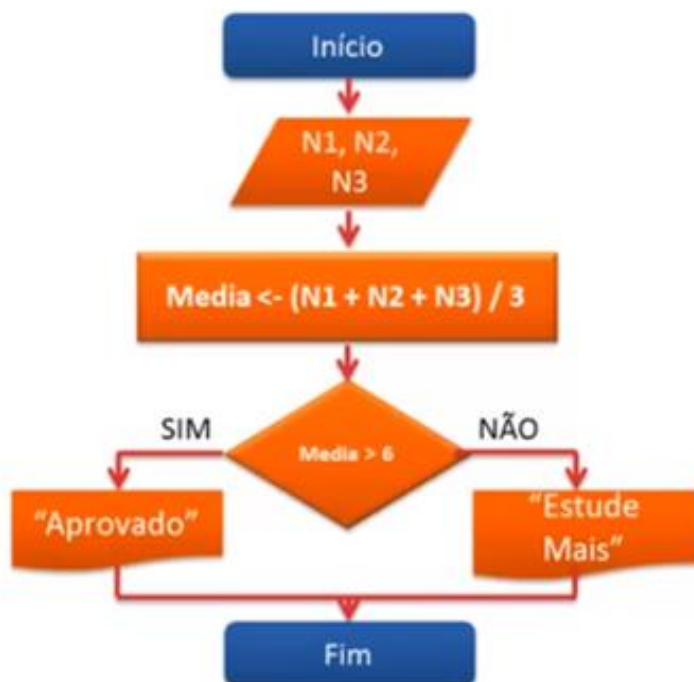 Início
N1, N2,
N3
Media <- (N1 + N2 + N3) / 3
SIM
NÃO
Media > 6
“Aprovado”
“Estude
Mais”
Fim